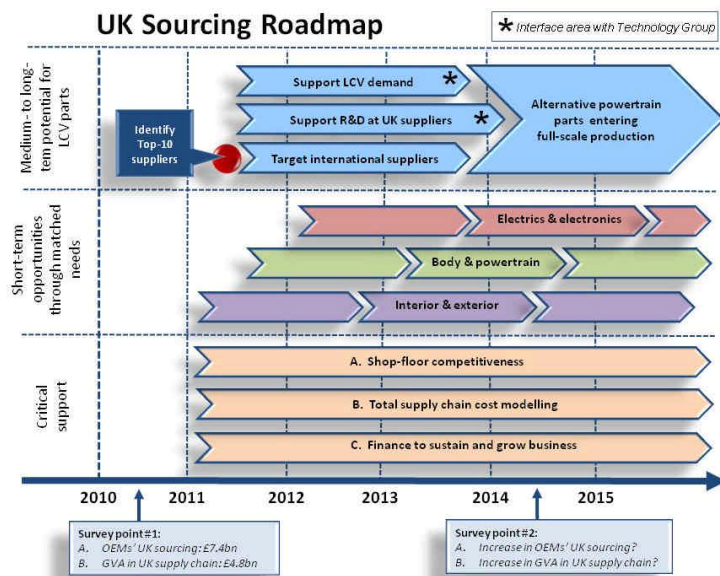 UK Sourcing Roadmap
* Interface area with Technology Group
Medium- to long-
tem potential for
LCV parts
Identify
Top-10
suppliers
Support LCV demand
*
Support R&D at UK suppliers
*
Target international suppliers
Alternative powertrain
parts entering
full-scale production
Short-term
opportunities
through matched
needs
Electrics & electronics
Body & powertrain
Interior & exterior
Critical
support
A. Shop-floor competitiveness
B. Total supply chain cost modelling
C. Finance to sustain and grow business
2010
2011
2012
2013
2014
2015
Survey point #1:
A. OEMs' UK sourcing: £7.4bn
B. GVA in UK supply chain: £4.8bn
Survey point #2:
A. Increase in OEMs' UK sourcing?
B. Increase in GVA in UK supply chain?